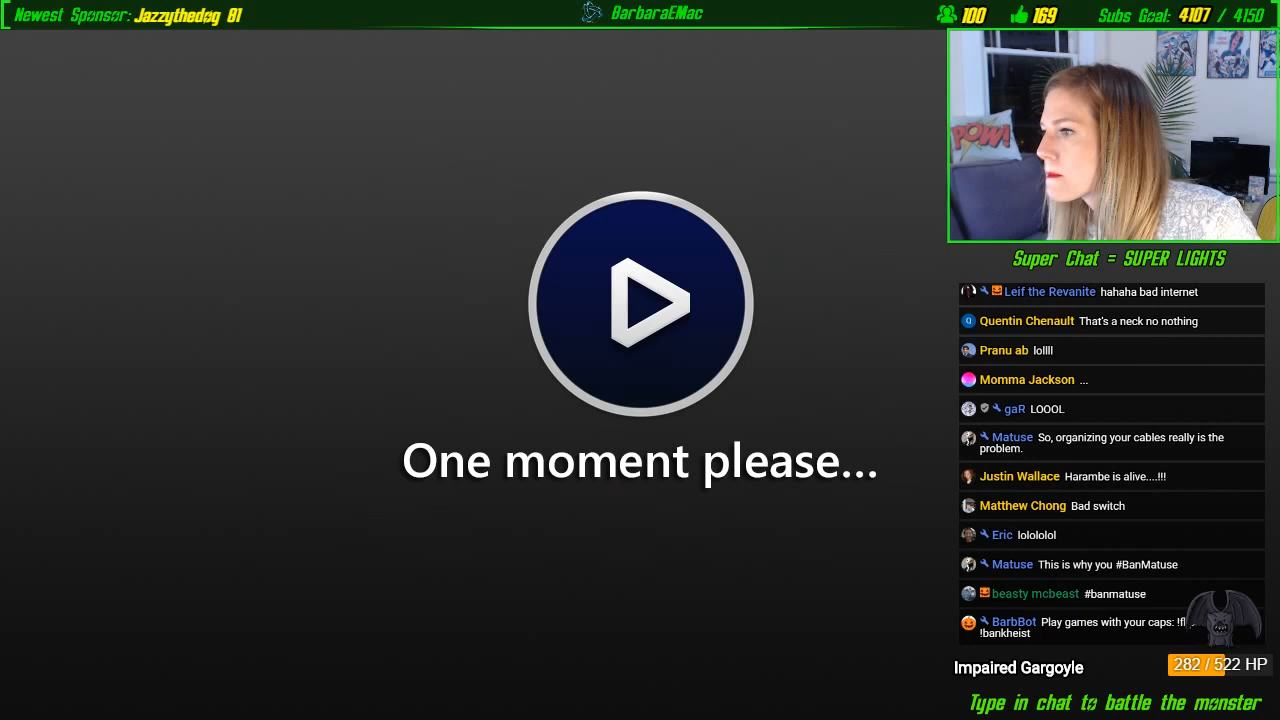 Newest Sponsor: Jazzythedog 81
BarbaraEMac
100
169
Subs Goal: 4107 / 4150
POW!
Super Chat = SUPER LIGHTS
Leif the Revanite hahaha bad internet
Quentin Chenault That's a neck no nothing
Pranu ab lollll
Momma Jackson ...
gaR LOOOL
Matuse So, organizing your cables really is the
problem.
Justin Wallace Harambe is alive....!!!
Matthew Chong Bad switch
Eric lolololol
Matuse This is why you #BanMatuse
beasty mcbeast #banmatuse
BarbBot Play games with your caps:
!bankheist
One moment please...
Impaired Gargoyle
282 / 522 HP
Type in chat to battle the monster